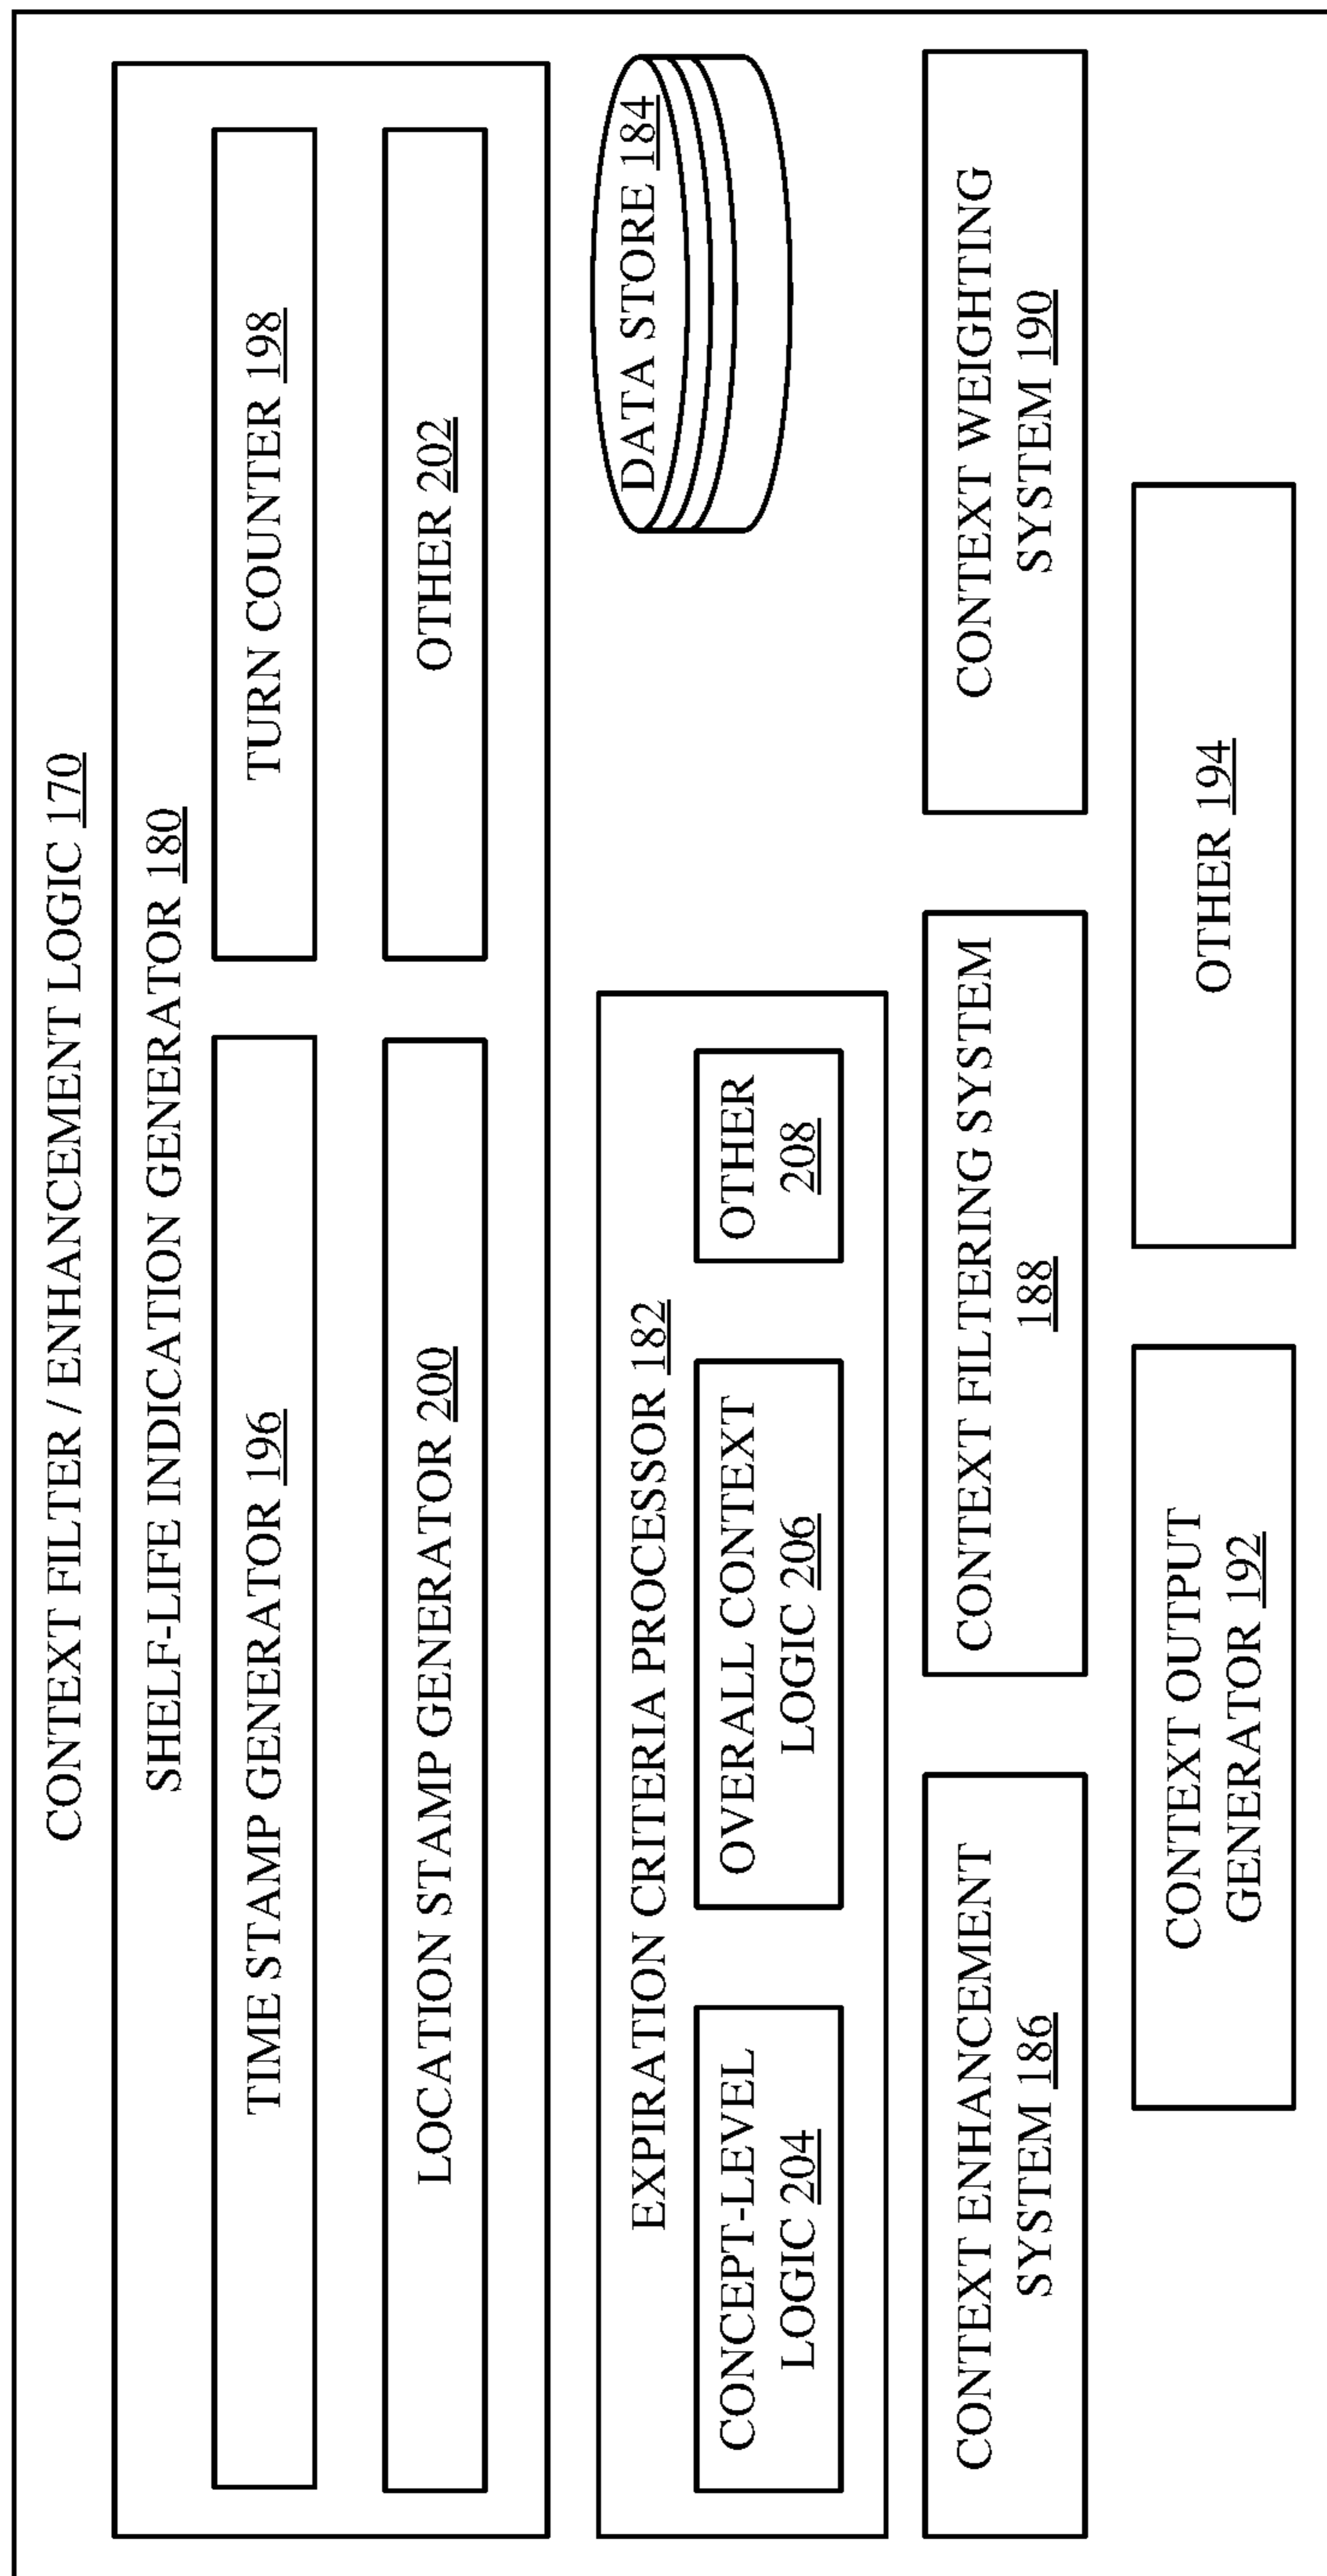 CONTEXT FILTER / ENHANCEMENT LOGIC 170
SHELF-LIFE INDICATION GENERATOR 180
TIME STAMP GENERATOR 196
TURN COUNTER 198
LOCATION STAMP GENERATOR 200
OTHER 202
EXPIRATION CRITERIA PROCESSOR 182
CONCEPT-LEVEL
LOGIC 204
OVERALL CONTEXT
LOGIC 206
OTHER
208
DATA STORE 184
CONTEXT ENHANCEMENT
SYSTEM 186
CONTEXT FILTERING SYSTEM
188
CONTEXT WEIGHTING
SYSTEM 190
CONTEXT OUTPUT
GENERATOR 192
OTHER 194